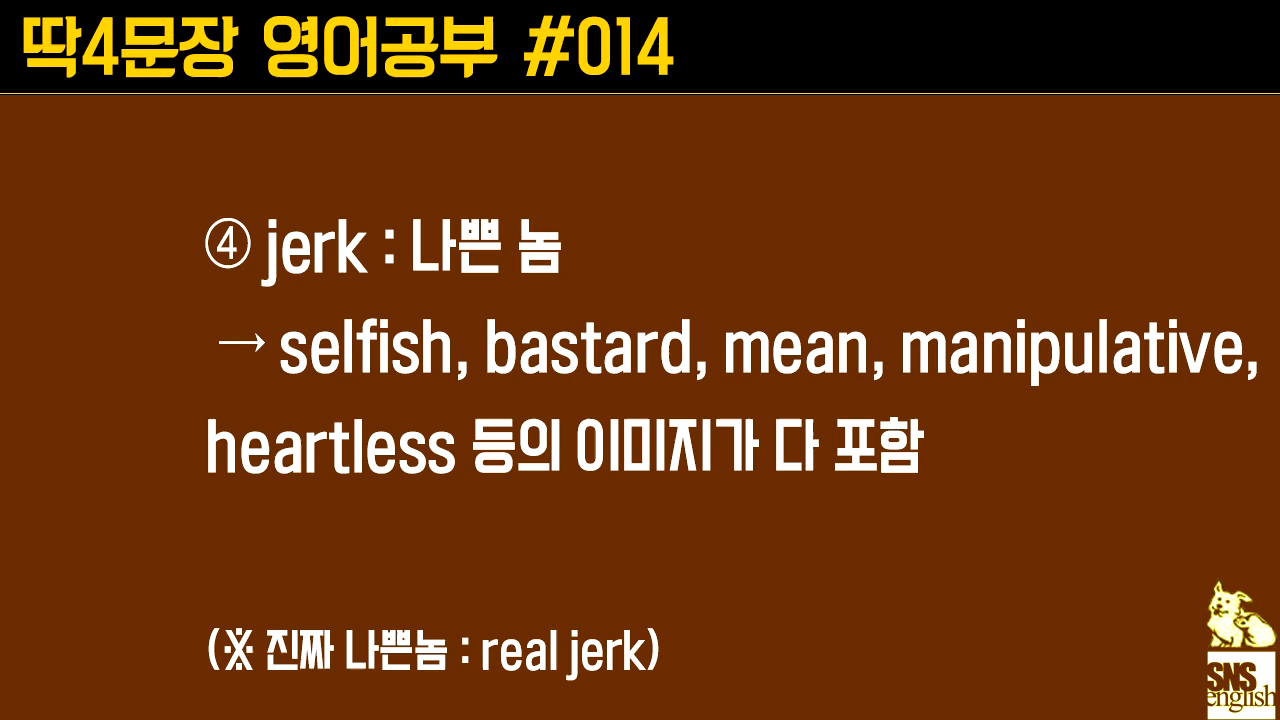 딱4문장 영어공부 #014
④ jerk : 나쁜 놈
→ selfish, bastard, mean, manipulative,
heartless 등의 이미지가 다 포함
(※ 진짜 나쁜놈 : real jerk)
SNS
english